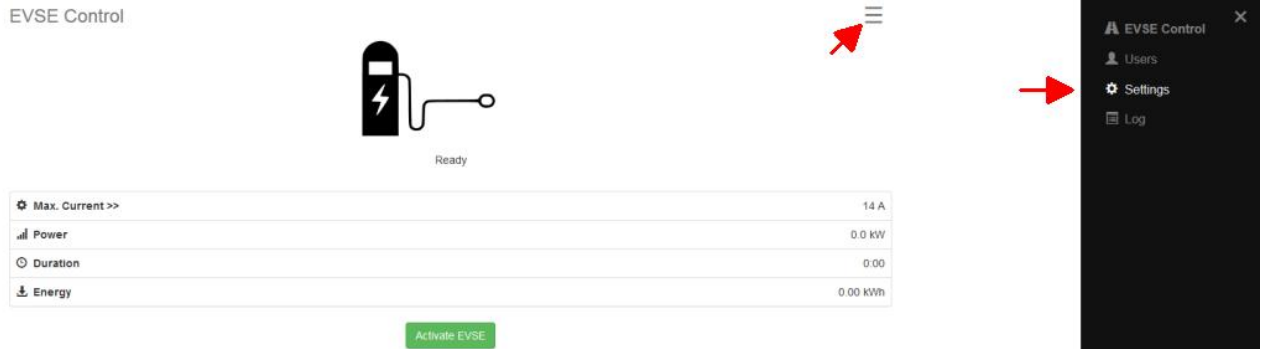 EVSE Control
Ready
Max. Current >> 14 A
Power 0.0 kW
Duration 0:00
Energy 0.00 kWh
Activate EVSE
EVSE Control
Users
Settings
Log